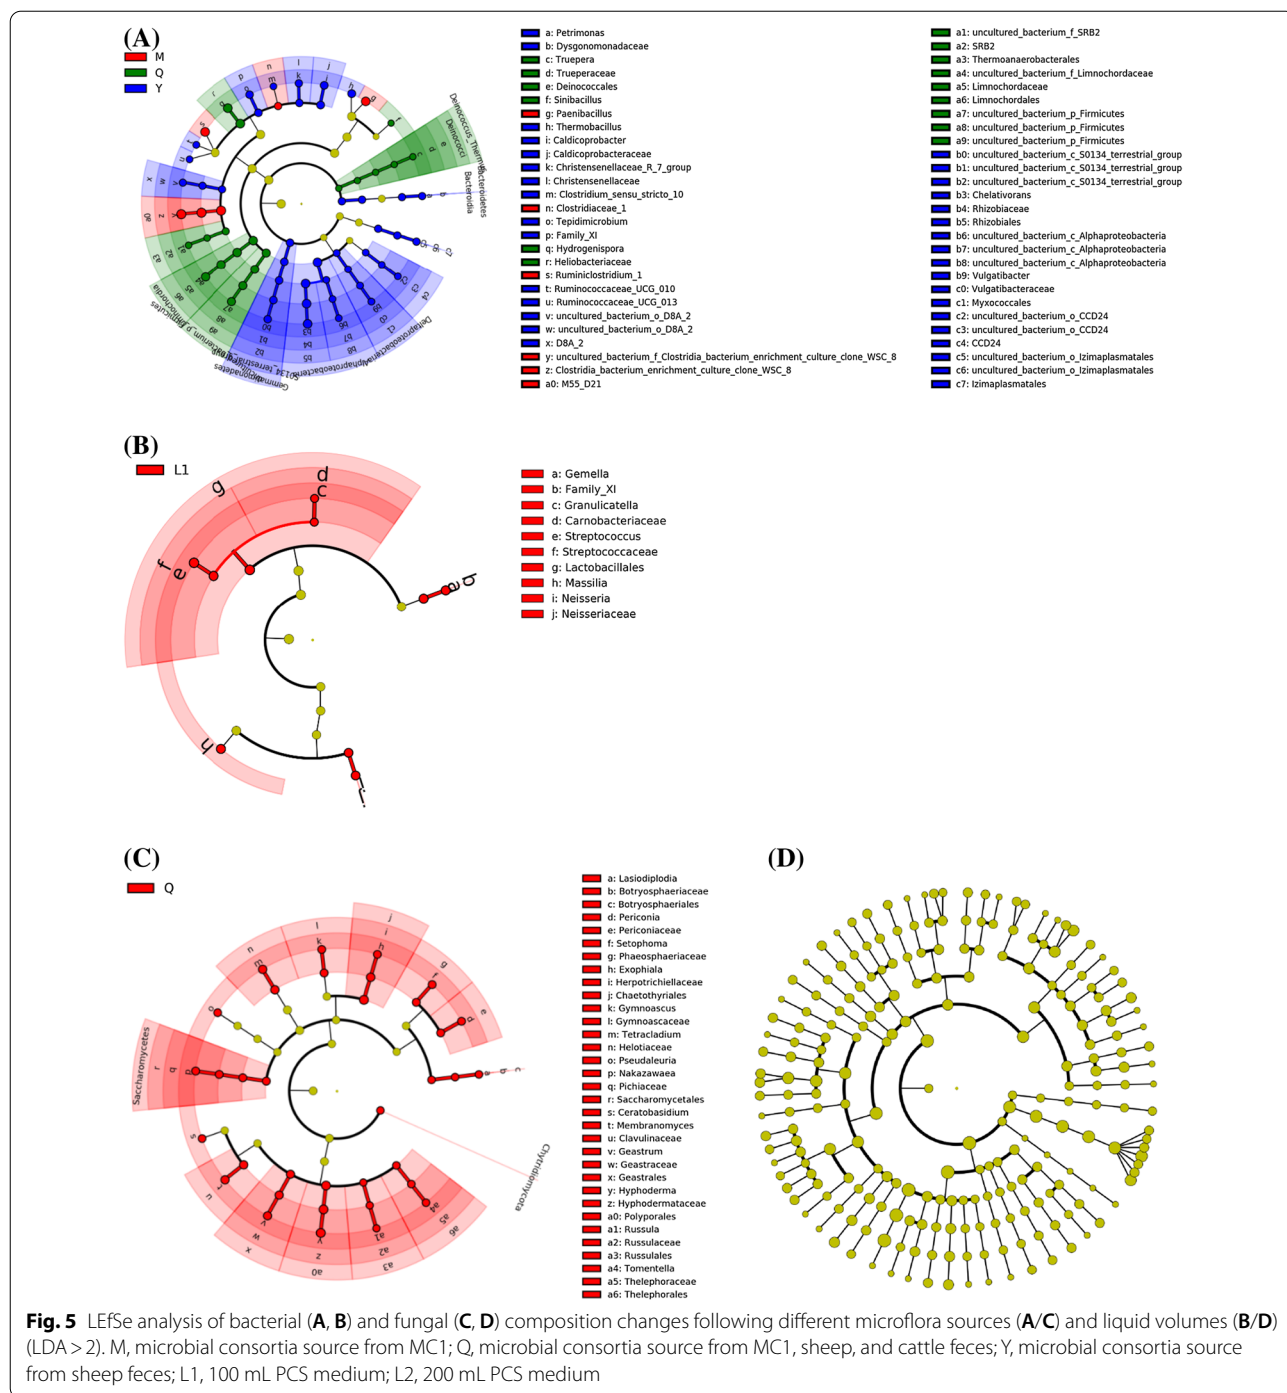 (A)
M
Q
Y
a: Petrimonas
b: Dysgonomonadaceae
c: Truepera
d: Trueperaceae
e: Deinococcales
f: Sinibacillus
g: Paenibacillus
h: Thermobacillus
i: Caldicoprobacter
j: Caldicoprobacteraceae
k: Christensenellaceae_R_7_group
l: Christensenellaceae
m: Clostridium_sensu_stricto_10
n: Clostridiaceae_1
o: Tepidimicrobium
p: Family_XI
q: Hydrogenispora
r: Heliobacteriaceae
s: Ruminiclostridium_1
t: Ruminococcaceae_UCG_010
u: Ruminococcaceae_UCG_013
v: uncultured_bacterium_o_D8A_2
w: uncultured_bacterium_o_D8A_2
x: D8A_2
y: uncultured_bacterium_f_Clostridia_bacterium_enrichment_culture_clone_WSC_8
z: Clostridia_bacterium_enrichment_culture_clone_WSC_8
a0: M55_D21
a1: uncultured_bacterium_f_SRB2
a2: SRB2
a3: Thermoanaerobacterales
a4: uncultured_bacterium_f_Limnochordaceae
a5: Limnochordaceae
a6: Limnochordales
a7: uncultured_bacterium_p_Firmicutes
a8: uncultured_bacterium_p_Firmicutes
a9: uncultured_bacterium_p_Firmicutes
b0: uncultured_bacterium_c_S0134_terrestrial_group
b1: uncultured_bacterium_c_S0134_terrestrial_group
b2: uncultured_bacterium_c_S0134_terrestrial_group
b3: Chelativorans
b4: Rhizobiaceae
b5: Rhizobiales
b6: uncultured_bacterium_c_Alphaproteobacteria
b7: uncultured_bacterium_c_Alphaproteobacteria
b8: uncultured_bacterium_c_Alphaproteobacteria
b9: Vulgatibacter
c0: Vulgatibacteraceae
c1: Myxococcales
c2: uncultured_bacterium_o_CCD24
c3: uncultured_bacterium_o_CCD24
c4: CCD24
c5: uncultured_bacterium_o_Izimaplasmatales
c6: uncultured_bacterium_o_Izimaplasmatales
c7: Izimaplasmatales
Deinococci
Bacteroidetes
Bacteroidia
Deltaproteobacteria
Alphaproteobacteria
(B)
L1
a: Gemella
b: Family_XI
c: Granulicatella
d: Carnobacteriaceae
e: Streptococcus
f: Streptococcaceae
g: Lactobacillales
h: Massilia
i: Neisseria
j: Neisseriaceae
(C)
Q
Saccharomycetes
Chytridiomycota
a: Lasiodiplodia
b: Botryosphaeriaceae
c: Botryosphaeriales
d: Periconia
e: Periconiaceae
f: Setophoma
g: Phaeosphaeriaceae
h: Exophiala
i: Herpotrichiellaceae
j: Chaetothyriales
k: Gymnoascus
l: Gymnoascaceae
m: Tetracladium
n: Helotiaceae
o: Pseudaleuria
p: Nakazawaea
q: Pichiaceae
r: Saccharomycetales
s: Ceratobasidium
t: Membranomyces
u: Clavulinaceae
v: Geastrum
w: Geastraceae
x: Geastrales
y: Hyphoderma
z: Hyphodermataceae
a0: Polyporales
a1: Russula
a2: Russulaceae
a3: Russulales
a4: Tomentella
a5: Thelephoraceae
a6: Thelephorales
(D)
Fig. 5 LEfSe analysis of bacterial (A, B) and fungal (C, D) composition changes following different microflora sources (A/C) and liquid volumes (B/D)
(LDA > 2). M, microbial consortia source from MC1; Q, microbial consortia source from MC1, sheep, and cattle feces; Y, microbial consortia source
from sheep feces; L1, 100 mL PCS medium; L2, 200 mL PCS medium